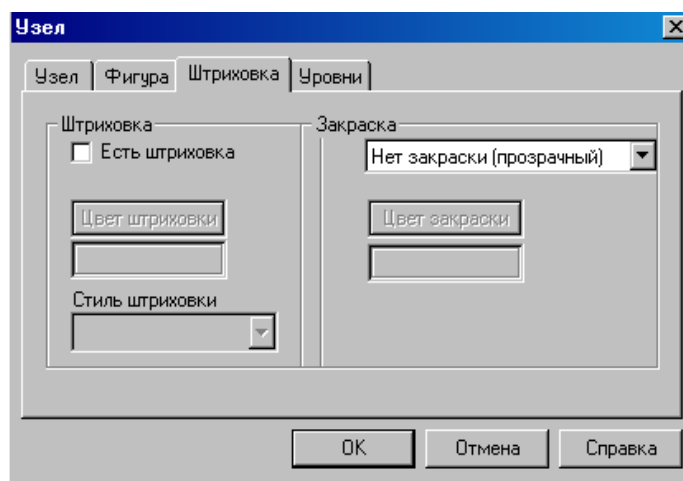 Узел
Узел Фигура Штриховка Уровни
Штриховка Закраска
Есть штриховка Нет закраски (прозрачный)
Цвет штриховки Цвет закраски
Стиль штриховки
OK Отмена Справка